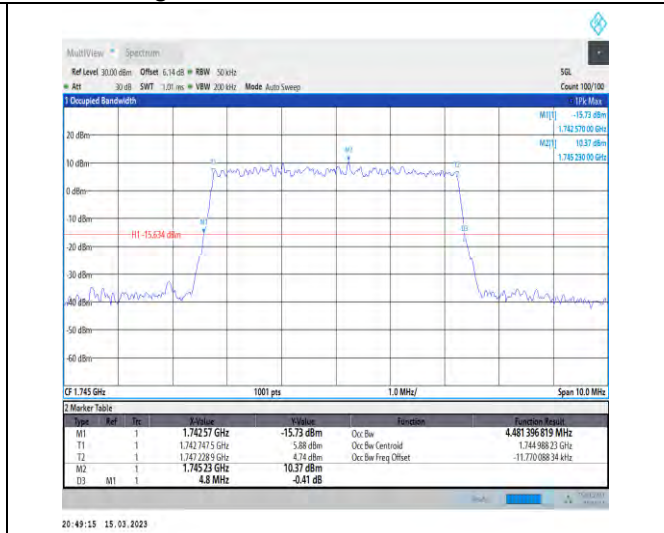 MultiView Spectrum
Ref Level 30.00 dBm Offset 6.14 dB RBW 50 kHz SGL
Att 30 dB SWT 1.01 ms VBW 200 kHz Mode Auto Sweep Count 100/100
1 Occupied Bandwidth 1Pk Max
M1[1] -15.73 dBm
1.742 570 00 GHz
M2[1] 10.37 dBm
1.745 230 00 GHz
20 dBm
M2
T1 T2
10 dBm
0 dBm
-10 dBm
M1 D3
H1 -15.634 dBm
-20 dBm
-30 dBm
-40 dBm
-50 dBm
-60 dBm
CF 1.745 GHz 1001 pts 1.0 MHz/ Span 10.0 MHz
2 Marker Table
Type Ref Trc X-Value Y-Value Function Function Result
M1 1 1.74257 GHz -15.73 dBm Occ Bw 4.481 396 819 MHz
T1 1 1.742 747 5 GHz 5.88 dBm Occ Bw Centroid 1.744 988 23 GHz
T2 1 1.747 228 9 GHz 4.74 dBm Occ Bw Freq Offset -11.770 088 34 kHz
M2 1 1.74523 GHz 10.37 dBm
D3 M1 1 4.8 MHz -0.41 dB
20:49:15 15.03.2023